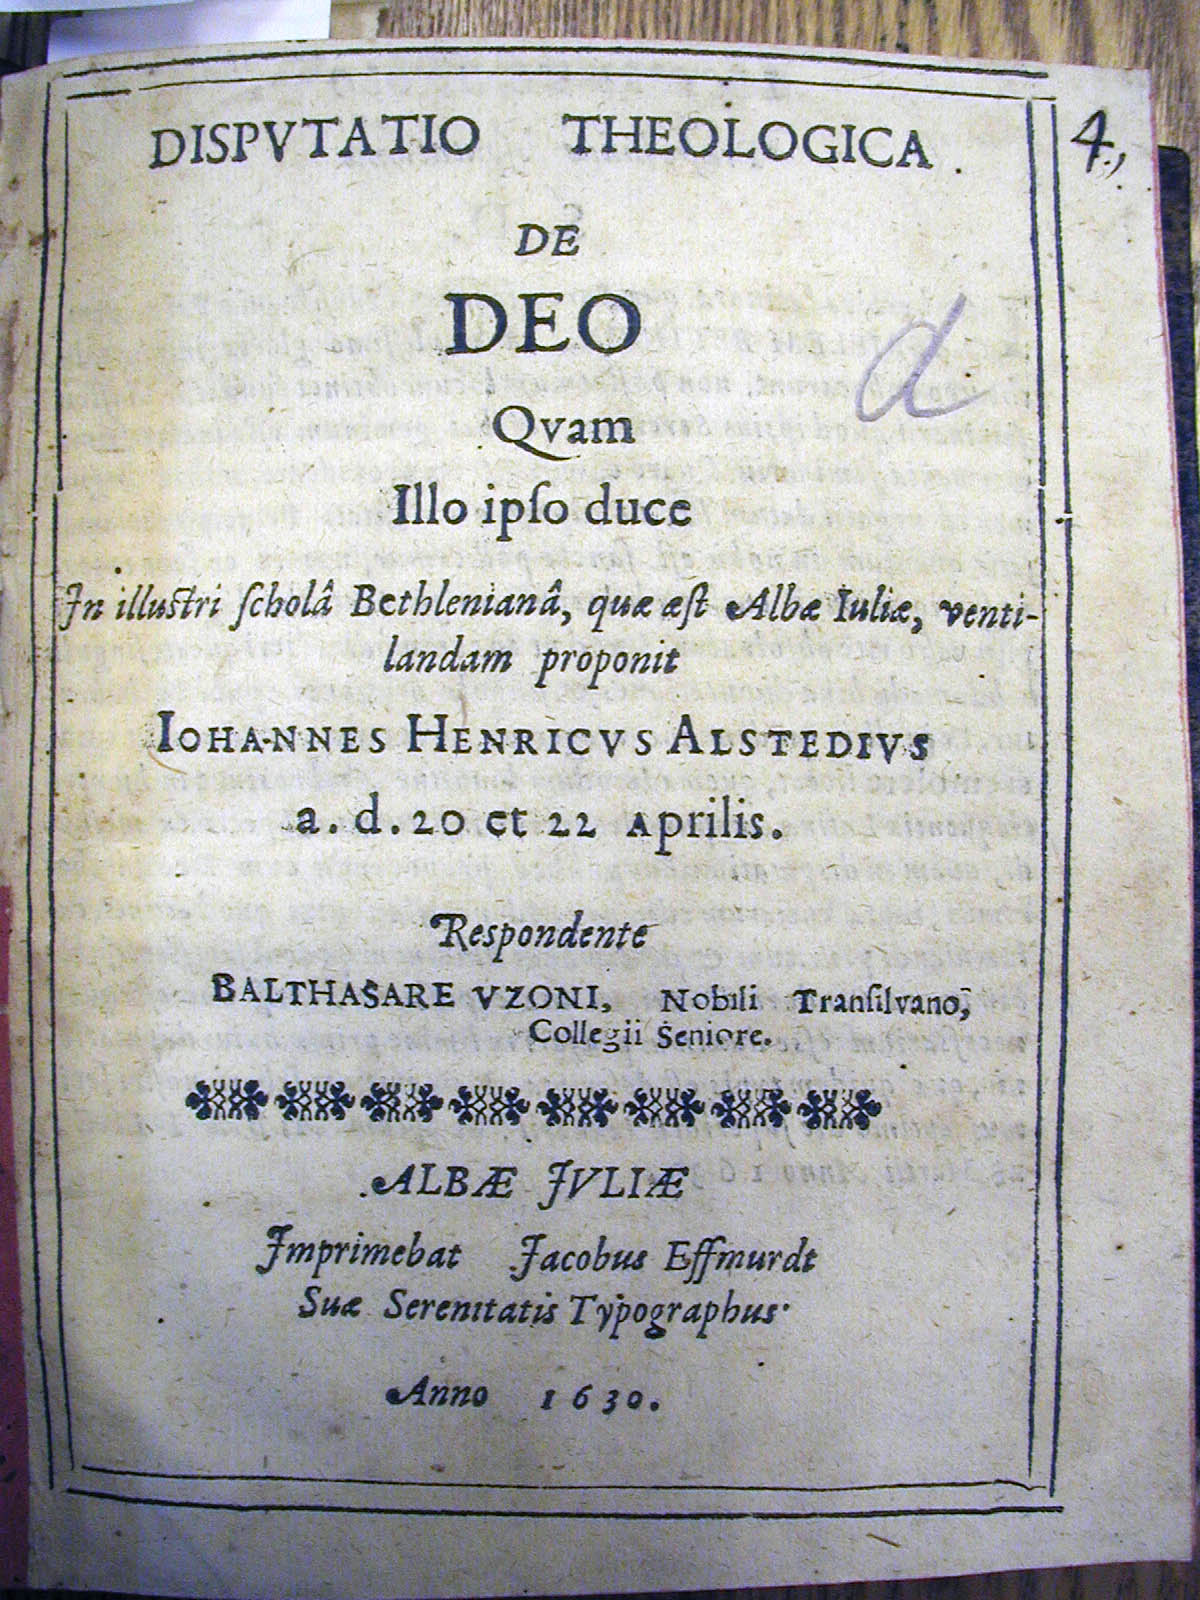 DISPVTATIO THEOLOGICA.
4.,
DE
DEO
d
Qvam
Illo ipſo duce
In illuſtri ſcholâ Bethlenianâ, quæ æſt Albæ Iuliæ, venti-
landam proponit
IOHANNES HENRICVS ALSTEDIVS
a. d. 20 et 22 Aprilis.
Respondente
BALTHASARE VZONI, Nobili Tranſilvano,
Collegii Seniore.
ALBÆ JVLIÆ
Imprimebat Jacobus Effmurdt
Suæ Serenitatis Typographus.
Anno 1630.